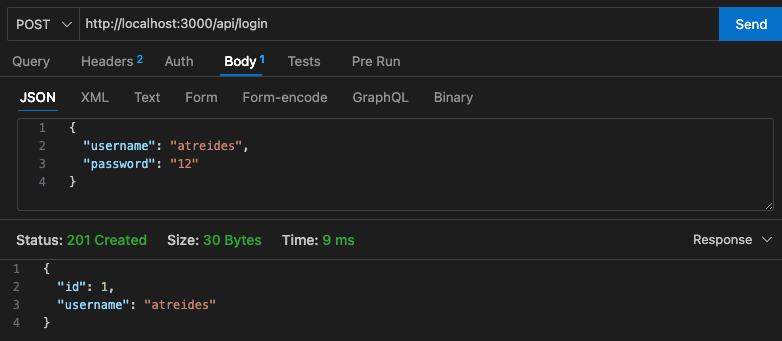 POST http://localhost:3000/api/login Send
Query Headers 2 Auth Body 1 Tests Pre Run
JSON XML Text Form Form-encode GraphQL Binary
1 {
2 "username": "atreides",
3 "password": "12"
4 }
Status: 201 Created Size: 30 Bytes Time: 9 ms Response
1 {
2 "id": 1,
3 "username": "atreides"
4 }